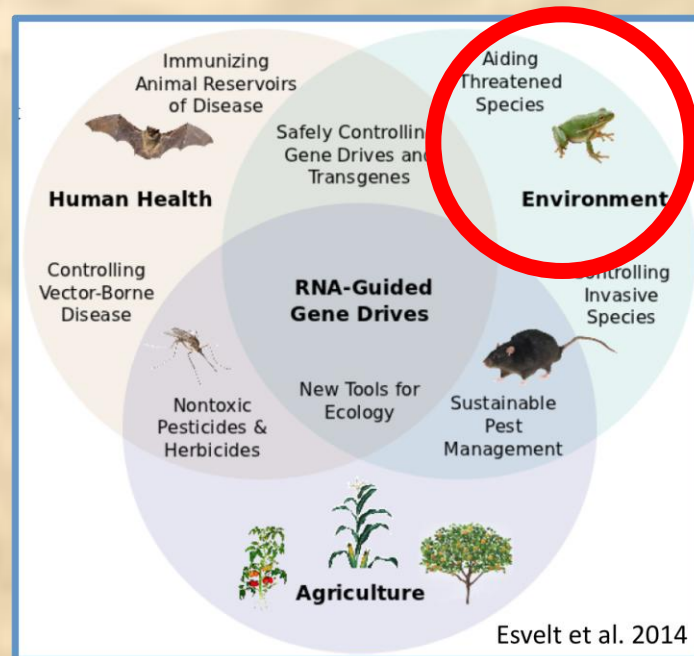 Immunizing
Animal Reservoirs
of Disease
Aiding
Threatened
Species
Safely Controlling
Gene Drives and
Transgenes
Human Health
Environment
Controlling
Vector-Borne
Disease
RNA-Guided
Gene Drives
Controlling
Invasive
Species
Nontoxic
Pesticides &
Herbicides
New Tools for
Ecology
Sustainable
Pest
Management
Agriculture
Esvelt et al. 2014